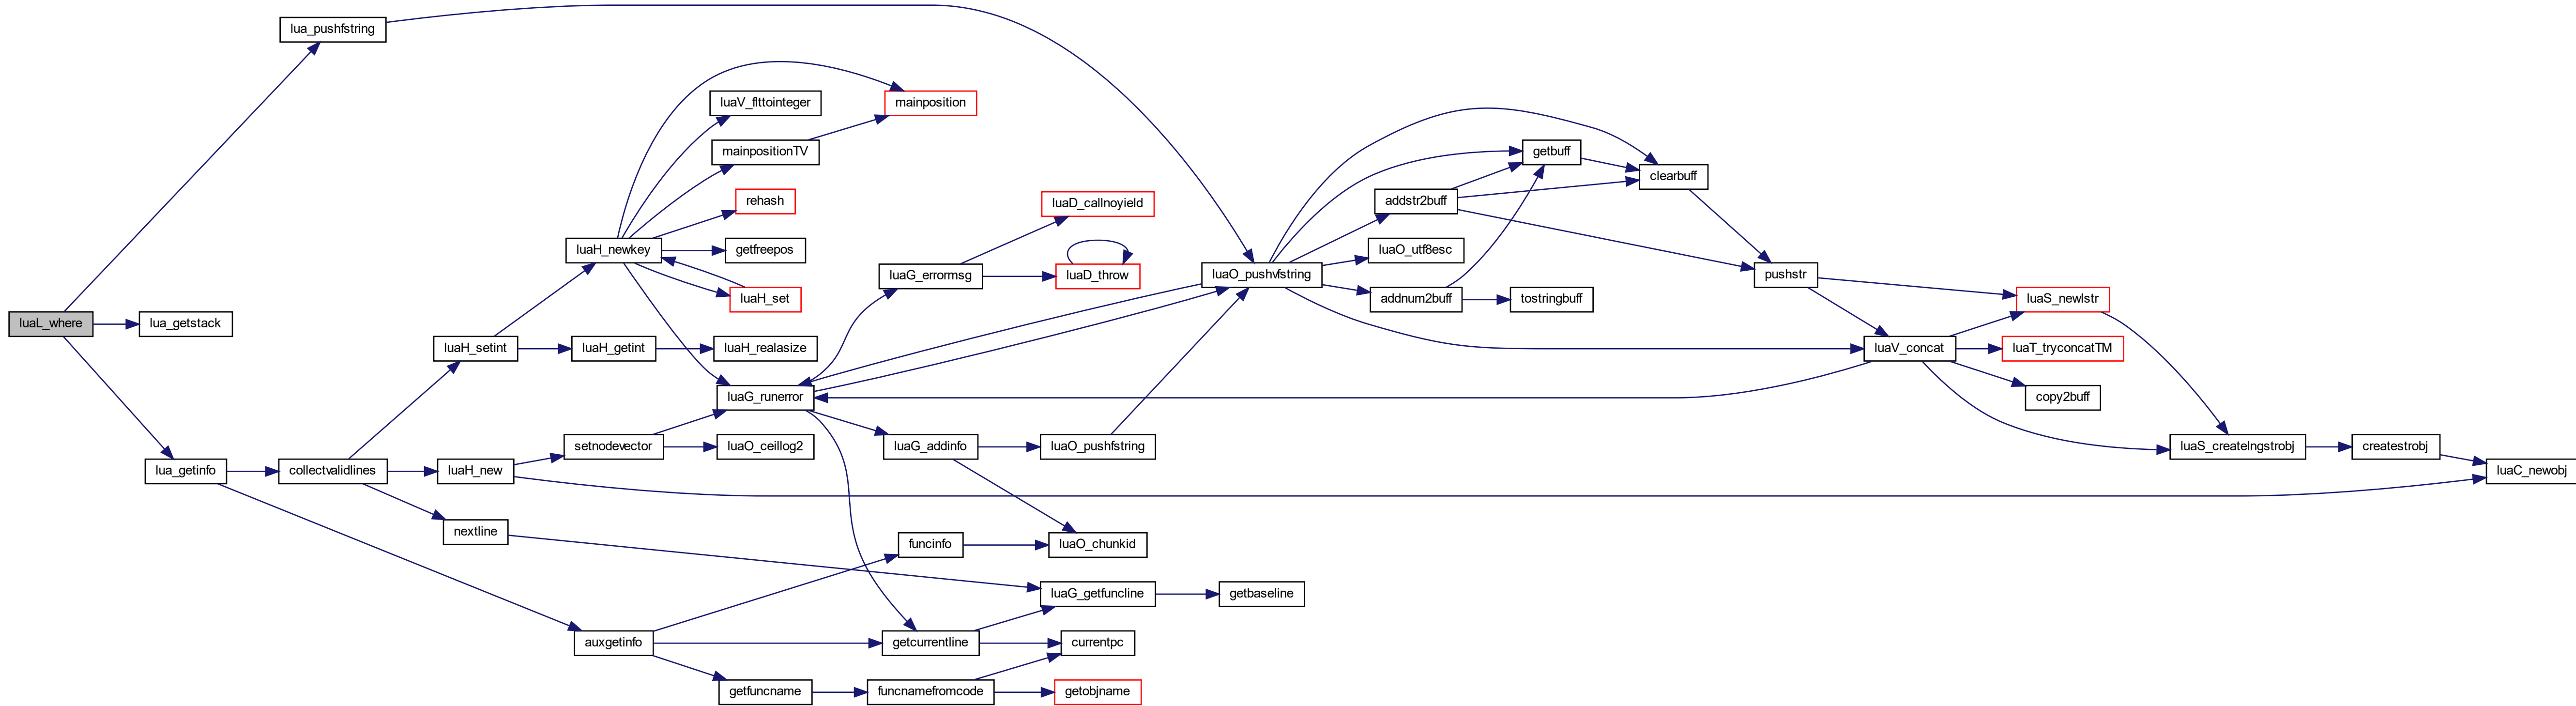 lua_pushfstring
mainposition
luaV_flttointeger
getbuff
mainpositionTV
clearbuff
rehash
luaD_callnoyield
addstr2buff
luaH_newkey
getfreepos
luaO_utf8esc
luaG_errormsg
luaD_throw
luaO_pushvfstring
pushstr
luaH_set
addnum2buff
tostringbuff
luaS_newlstr
luaL_where
lua_getstack
luaH_setint
luaH_getint
luaH_realasize
luaV_concat
luaT_tryconcatTM
luaG_runerror
copy2buff
setnodevector
luaO_ceillog2
luaG_addinfo
luaO_pushfstring
luaS_createlngstrobj
createstrobj
lua_getinfo
collectvalidlines
luaH_new
luaC_newobj
nextline
funcinfo
luaO_chunkid
luaG_getfuncline
getbaseline
auxgetinfo
getcurrentline
currentpc
getfuncname
funcnamefromcode
getobjname